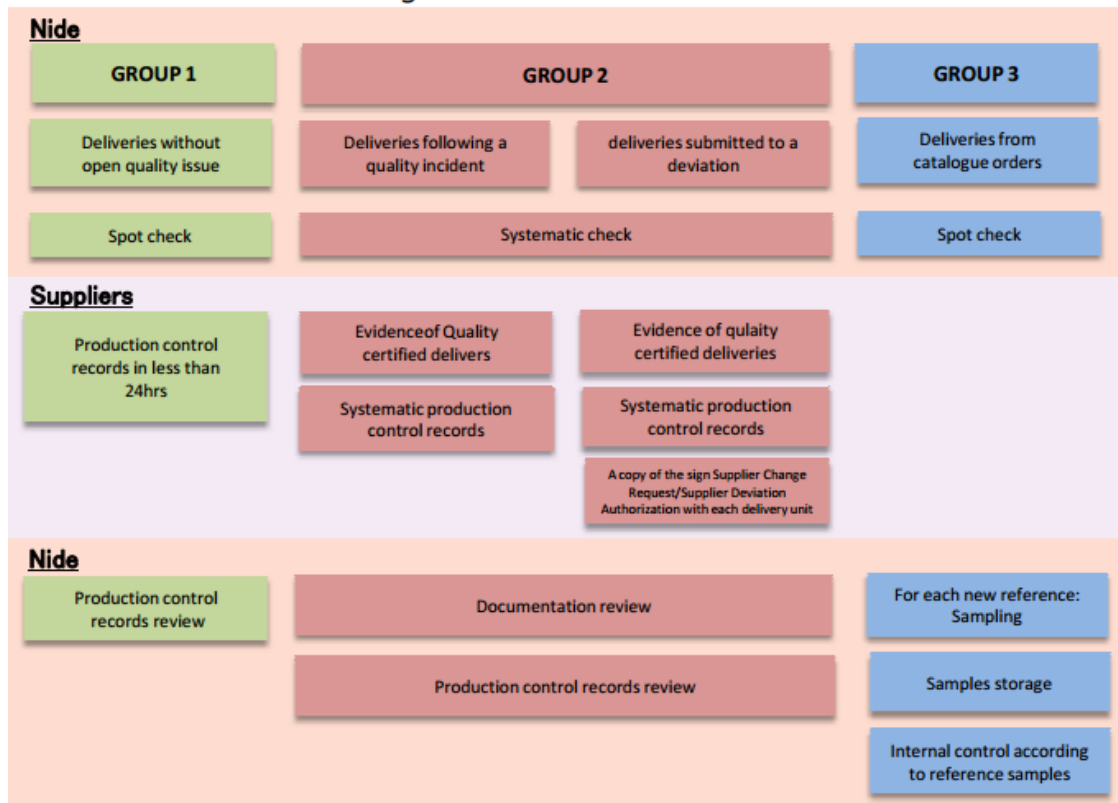 Nide
GROUP 1
GROUP 2
GROUP 3
Deliveries without
open quality issue
Deliveries following a
quality incident
deliveries submitted to a
deviation
Deliveries from
catalogue orders
Spot check
Systematic check
Spot check
Suppliers
Production control
records in less than
24hrs
Evidenceof Quality
certified delivers
Evidence of qulaity
certified deliveries
Systematic production
control records
Systematic production
control records
A copy of the sign Supplier Change
Request/Supplier Deviation
Authorization with each delivery unit
Nide
Production control
records review
Documentation review
For each new reference:
Sampling
Production control records review
Samples storage
Internal control according
to reference samples